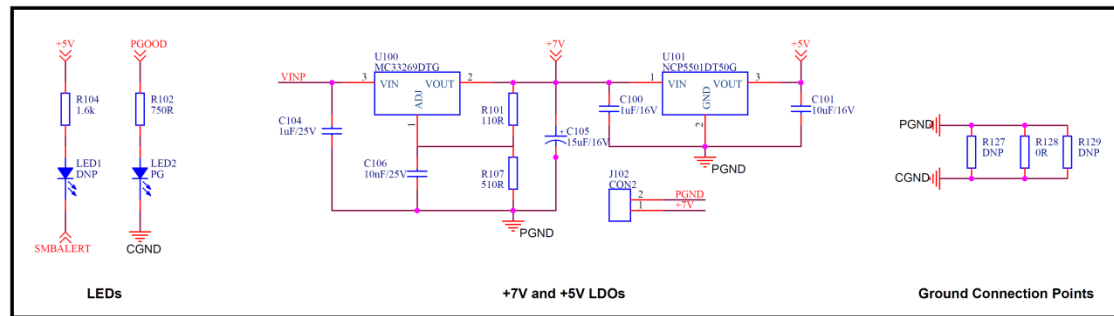 +5V
PGOOD
R104
1.6k
R102
750R
LED1
DNP
LED2
PG
SMBALERT
CGND
LEDs
VINP
U100
MC33269DTG
3
VIN
VOUT
2
ADJ
1
C104
1uF/25V
C106
10nF/25V
R101
110R
R107
510R
+7V
C105
+
15uF/16V
PGND
C100
1uF/16V
U101
NCP5501DT50G
1
VIN
VOUT
3
GND
2
PGND
+5V
C101
10uF/16V
J102
CON2
2
PGND
1
+7V
+7V and +5V LDOs
PGND
CGND
R127
DNP
R128
0R
R129
DNP
Ground Connection Points